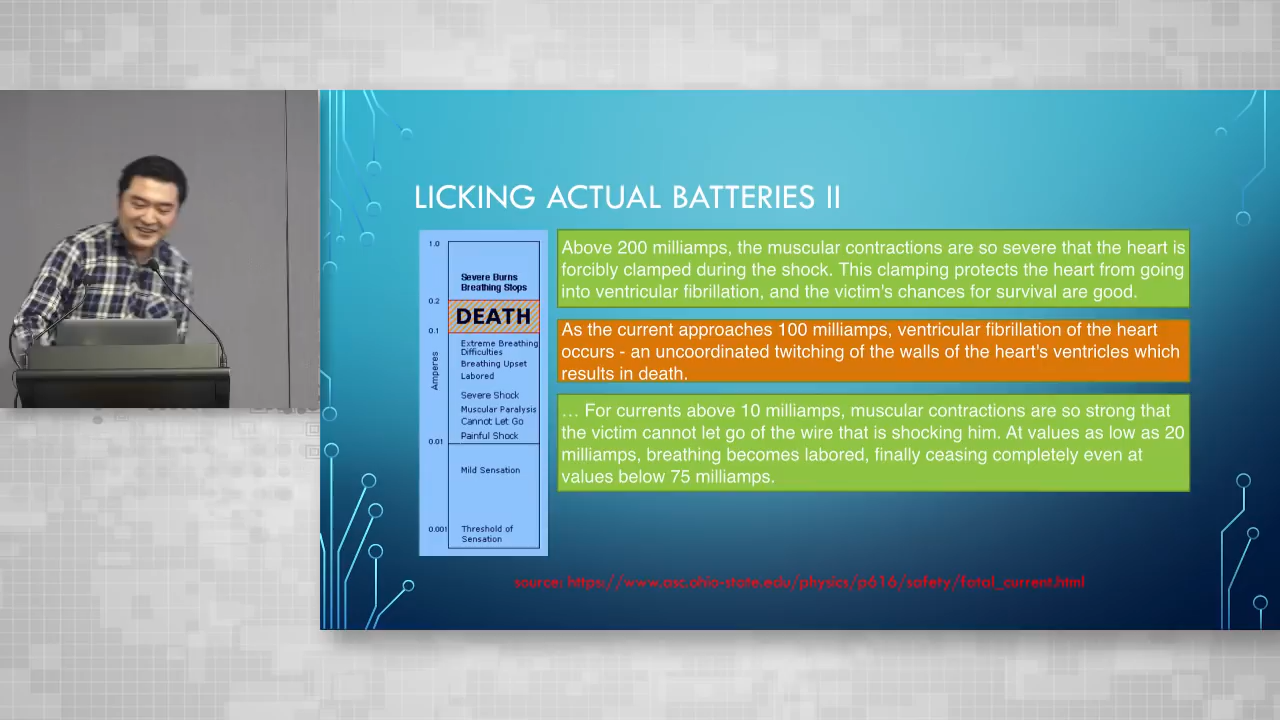 LICKING ACTUAL BATTERIES II
1.0
Severe Burns
Breathing Stops
0.2
DEATH
0.1
Extreme Breathing
Difficulties
Breathing Upset
Labored
Severe Shock
Muscular Paralysis
Cannot Let Go
Painful Shock
0.01
Mild Sensation
0.001
Threshold of
Sensation
Amperes
Above 200 milliamps, the muscular contractions are so severe that the heart is
forcibly clamped during the shock. This clamping protects the heart from going
into ventricular fibrillation, and the victim's chances for survival are good.
As the current approaches 100 milliamps, ventricular fibrillation of the heart
occurs - an uncoordinated twitching of the walls of the heart's ventricles which
results in death.
… For currents above 10 milliamps, muscular contractions are so strong that
the victim cannot let go of the wire that is shocking him. At values as low as 20
milliamps, breathing becomes labored, finally ceasing completely even at
values below 75 milliamps.
source: https://www.asc.ohio-state.edu/physics/p616/safety/fatal_current.html